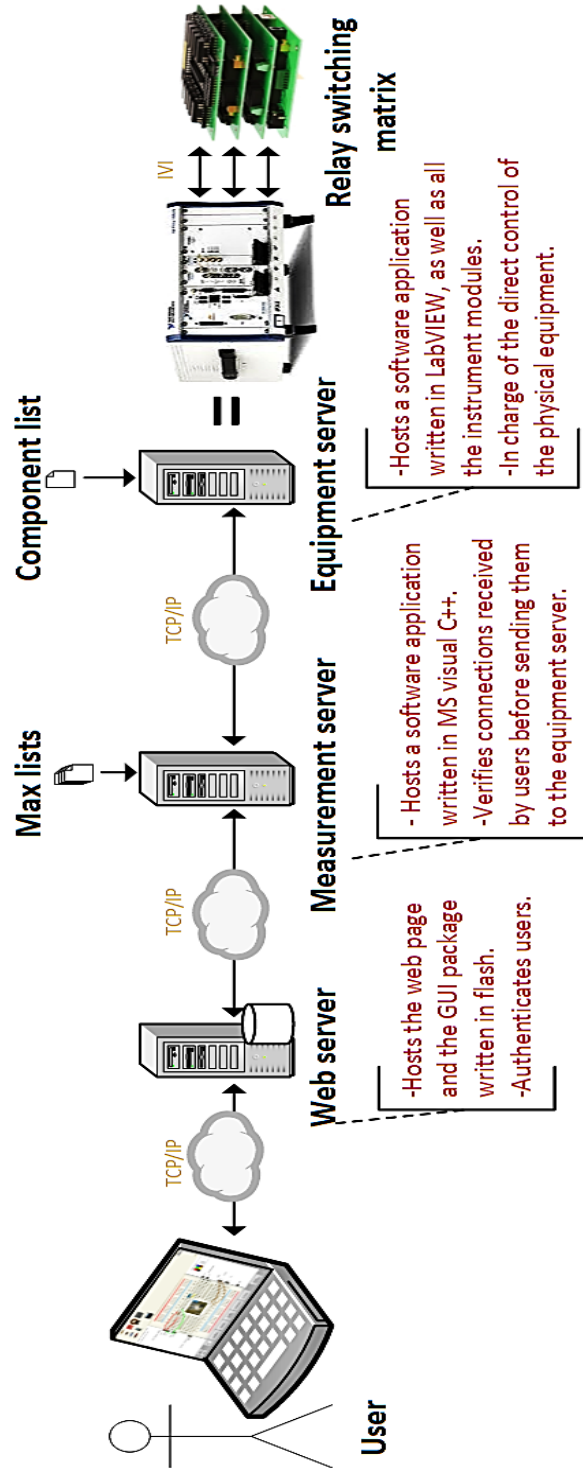 Max lists
Component list
TCP/IP
TCP/IP
TCP/IP
IVI
User
Web server
Measurement server
Equipment server
Relay switching
matrix
-Hosts the web page
and the GUI package
written in flash.
-Authenticates users.
- Hosts a software application
written in MS visual C++.
-Verifies connections received
by users before sending them
to the equipment server.
-Hosts a software application
written in LabVIEW, as well as all
the instrument modules.
-In charge of the direct control of
the physical equipment.